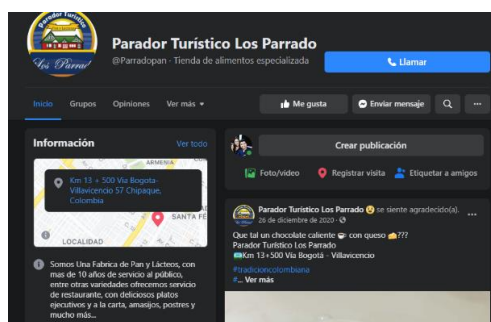 Parador Turístico
Los Parrado
Parador Turístico Los Parrado
@Parradopan · Tienda de alimentos especializada
Llamar
Inicio
Grupos
Opiniones
Ver más
Me gusta
Enviar mensaje
Información
Ver todo
ARMENIA
Km 13 + 500 Via Bogota-
Villavicencio 57 Chipaque,
Colombia
SANTA FÉ
LOCALIDAD
Somos Una Fabrica de Pan y Lácteos, con
mas de 10 años de servicio al público,
entre otras variedades ofrecemos servicio
de restaurante, con deliciosos platos
ejecutivos y a la carta, amasijos, postres y
mucho más...
Crear publicación
Foto/video
Registrar visita
Etiquetar a amigos
Parador Turístico Los Parrado 😮 se siente agradecido(a).
26 de diciembre de 2020 ·
Que tal un chocolate caliente ☕ con queso 🧀???
Parador Turístico Los Parrado
Km 13+500 Vía Bogotá - Villavicencio
#tradicioncolombiana
#... Ver más